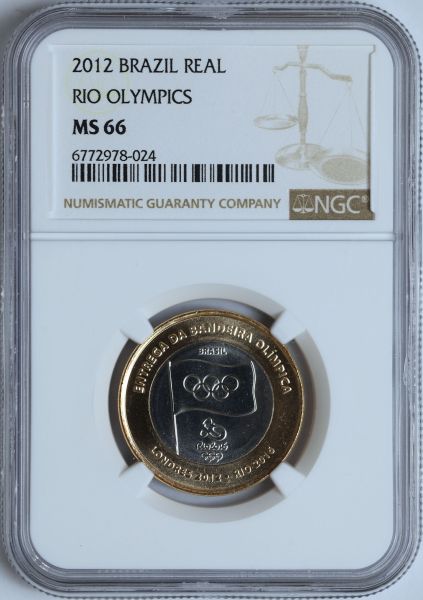 2012 BRAZIL REAL
RIO OLYMPICS
MS 66
6772978-024
NUMISMATIC GUARANTY COMPANY
NGC®
ENTREGA DA BANDEIRA OLÍMPICA
BRASIL
Rio2016
LONDRES 2012 - RIO 2016